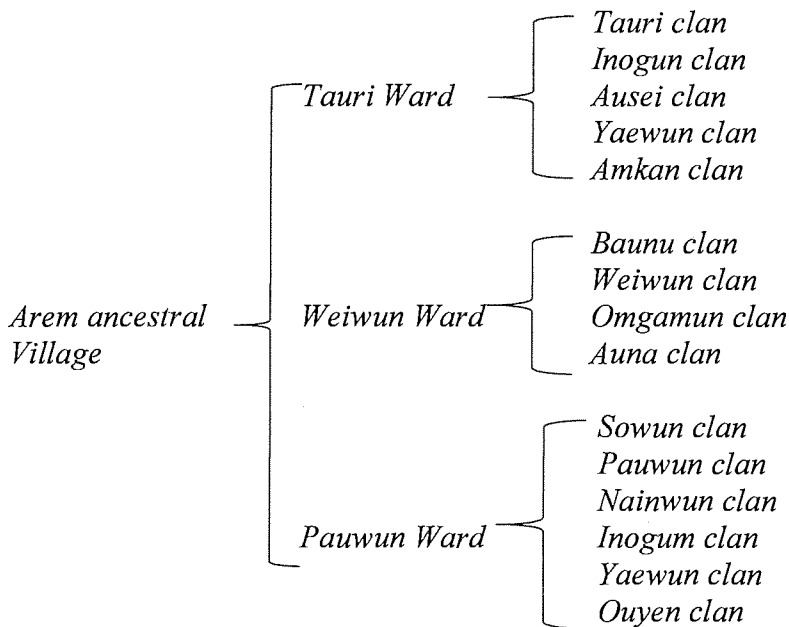 Tauri clan
Inogun clan
Tauri Ward
Ausei clan
Yaewun clan
Amkan clan
Baunu clan
Weiwun clan
Arem ancestral
Village
Weiwun Ward
Omgamun clan
Auna clan
Sowun clan
Pauwun clan
Nainwun clan
Pauwun Ward
Inogum clan
Yaewun clan
Ouyen clan